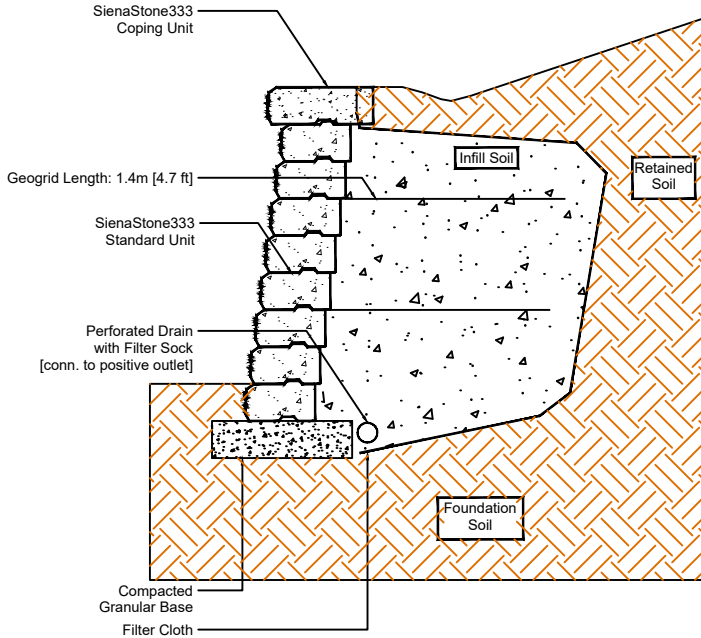 SienaStone333
Coping Unit
Infill Soil
Retained
Soil
Geogrid Length: 1.4m [4.7 ft]
SienaStone333
Standard Unit
Perforated Drain
with Filter Sock
[conn. to positive outlet]
Foundation
Soil
Compacted
Granular Base
Filter Cloth